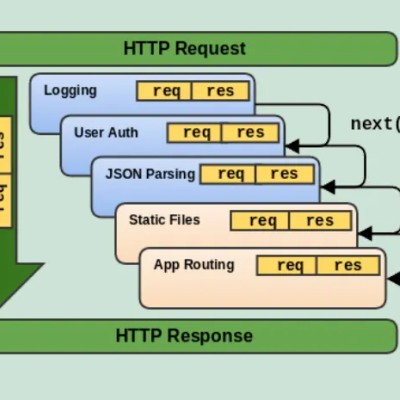 HTTP Request
Logging req res
next(
User Auth req res
JSON Parsing req res
Static Files req res
App Routing req res
res
req
HTTP Response